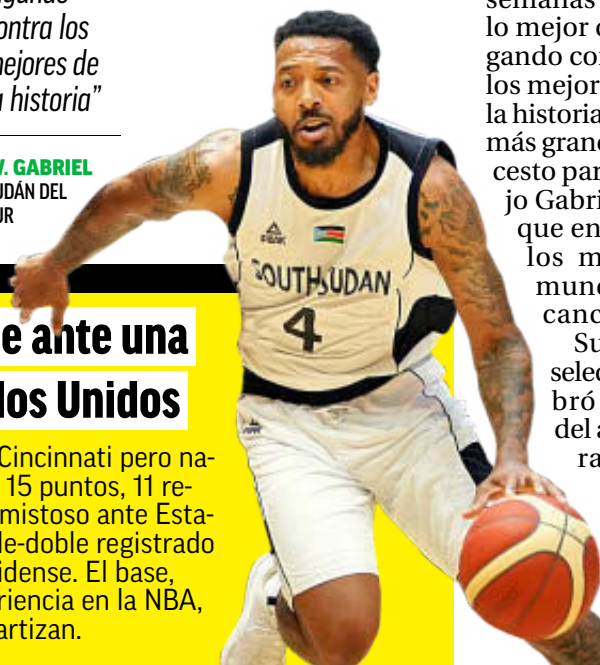 gando
ontra los
ejores de
a historia”
. GABRIEL
UDÁN DEL
UR
e ante una
los Unidos
Cincinnati pero na-
15 puntos, 11 re-
mistoso ante Esta-
le-doble registrado
idense. El base,
riencia en la NBA,
artizan.
PEAK
SOUTH SUDAN
4
semanas
lo mejor
gando co
los mejor
la historia
más grand
cesto par
jo Gabri
que en
los m
mund
canc
Su
selec
bró
del a
ra